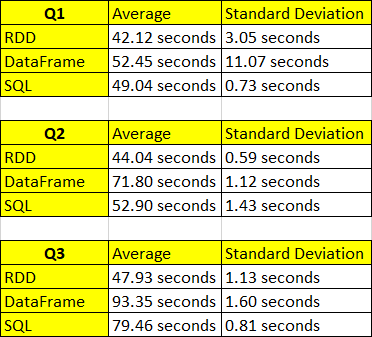 Q1 Average Standard Deviation
RDD 42.12 seconds 3.05 seconds
DataFrame 52.45 seconds 11.07 seconds
SQL 49.04 seconds 0.73 seconds
Q2 Average Standard Deviation
RDD 44.04 seconds 0.59 seconds
DataFrame 71.80 seconds 1.12 seconds
SQL 52.90 seconds 1.43 seconds
Q3 Average Standard Deviation
RDD 47.93 seconds 1.13 seconds
DataFrame 93.35 seconds 1.60 seconds
SQL 79.46 seconds 0.81 seconds